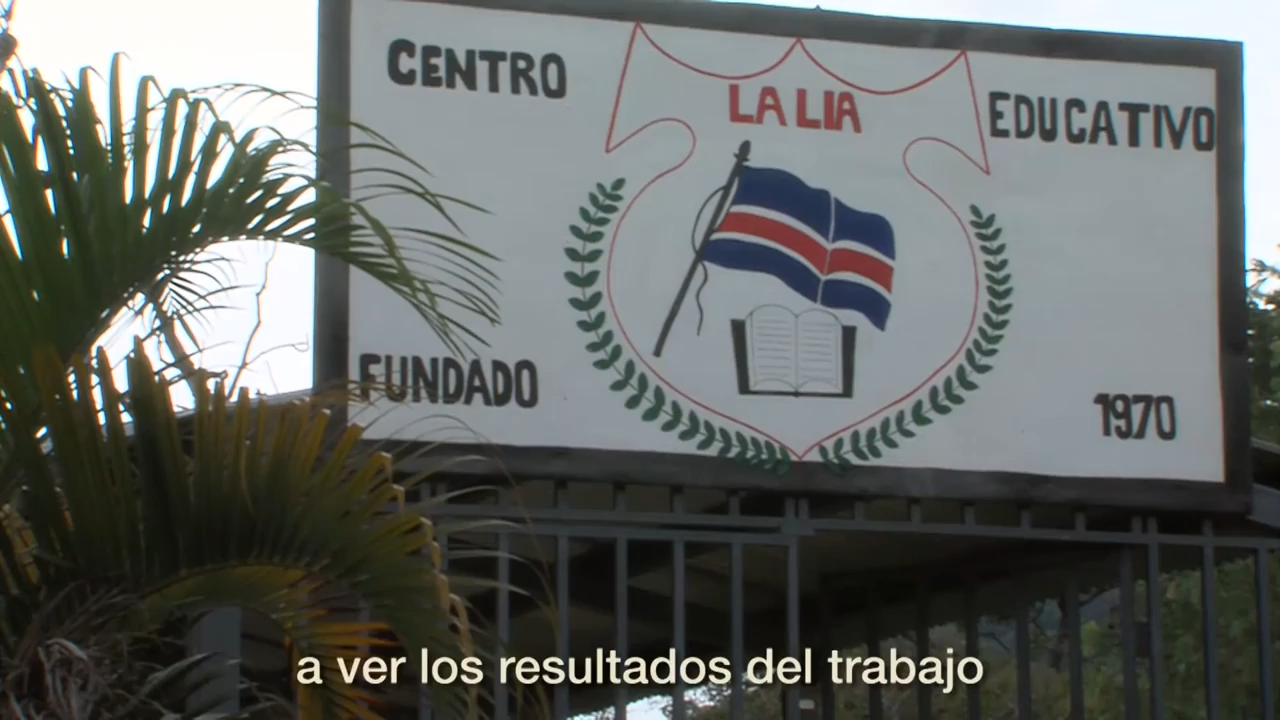 CENTRO
LA LIA
EDUCATIVO
FUNDADO
1970
a ver los resultados del trabajo